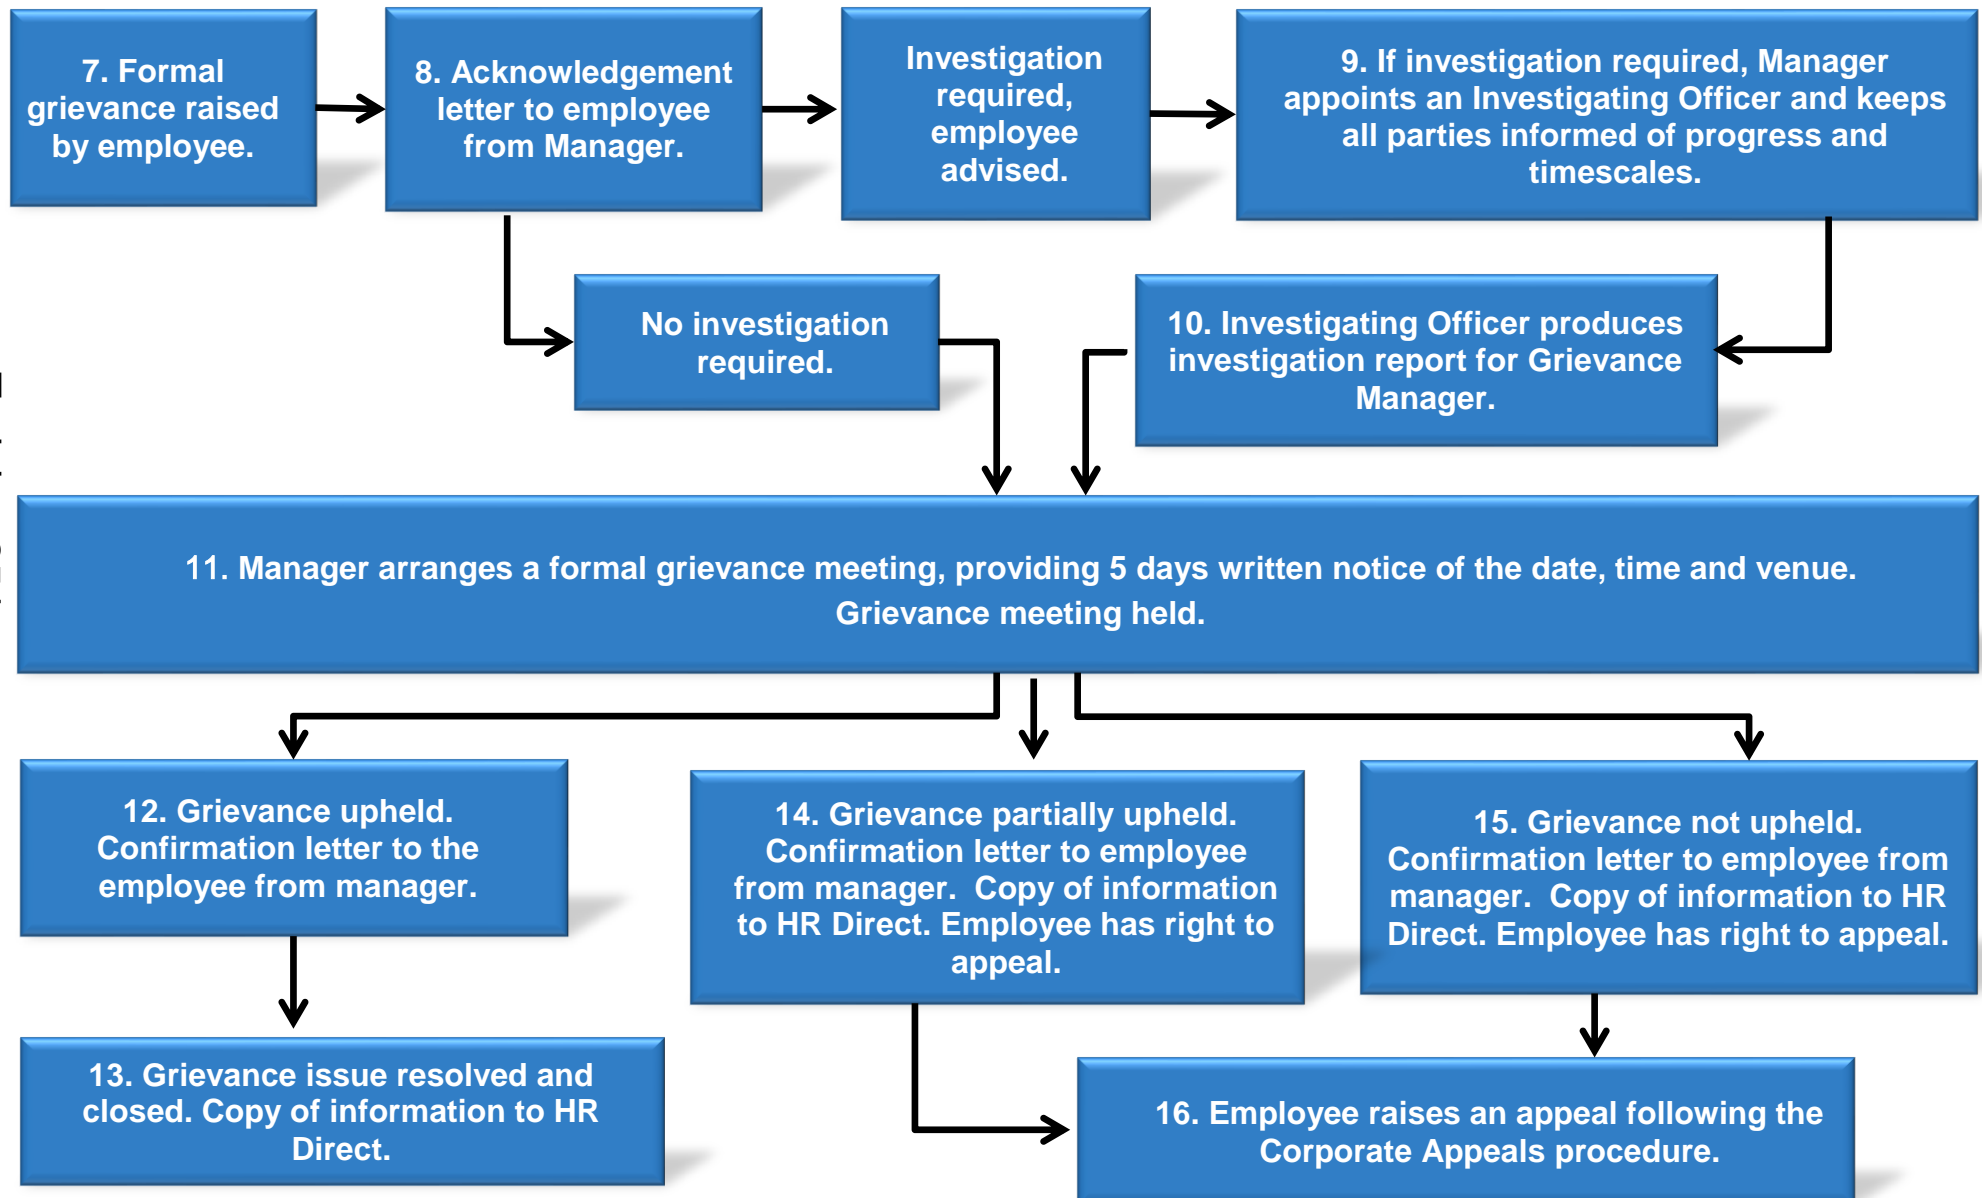 7. Formal
grievance raised
by employee.
8. Acknowledgement
letter to employee
from Manager.
Investigation
required,
employee
advised.
9. If investigation required, Manager
appoints an Investigating Officer and keeps
all parties informed of progress and
timescales.
No investigation
required.
10. Investigating Officer produces
investigation report for Grievance
Manager.
11. Manager arranges a formal grievance meeting, providing 5 days written notice of the date, time and venue.
Grievance meeting held.
12. Grievance upheld.
Confirmation letter to the
employee from manager.
14. Grievance partially upheld.
Confirmation letter to employee
from manager.  Copy of information
to HR Direct. Employee has right to
appeal.
15. Grievance not upheld.
Confirmation letter to employee from
manager.  Copy of information to HR
Direct. Employee has right to appeal.
13. Grievance issue resolved and
closed. Copy of information to HR
Direct.
16. Employee raises an appeal following the
Corporate Appeals procedure.